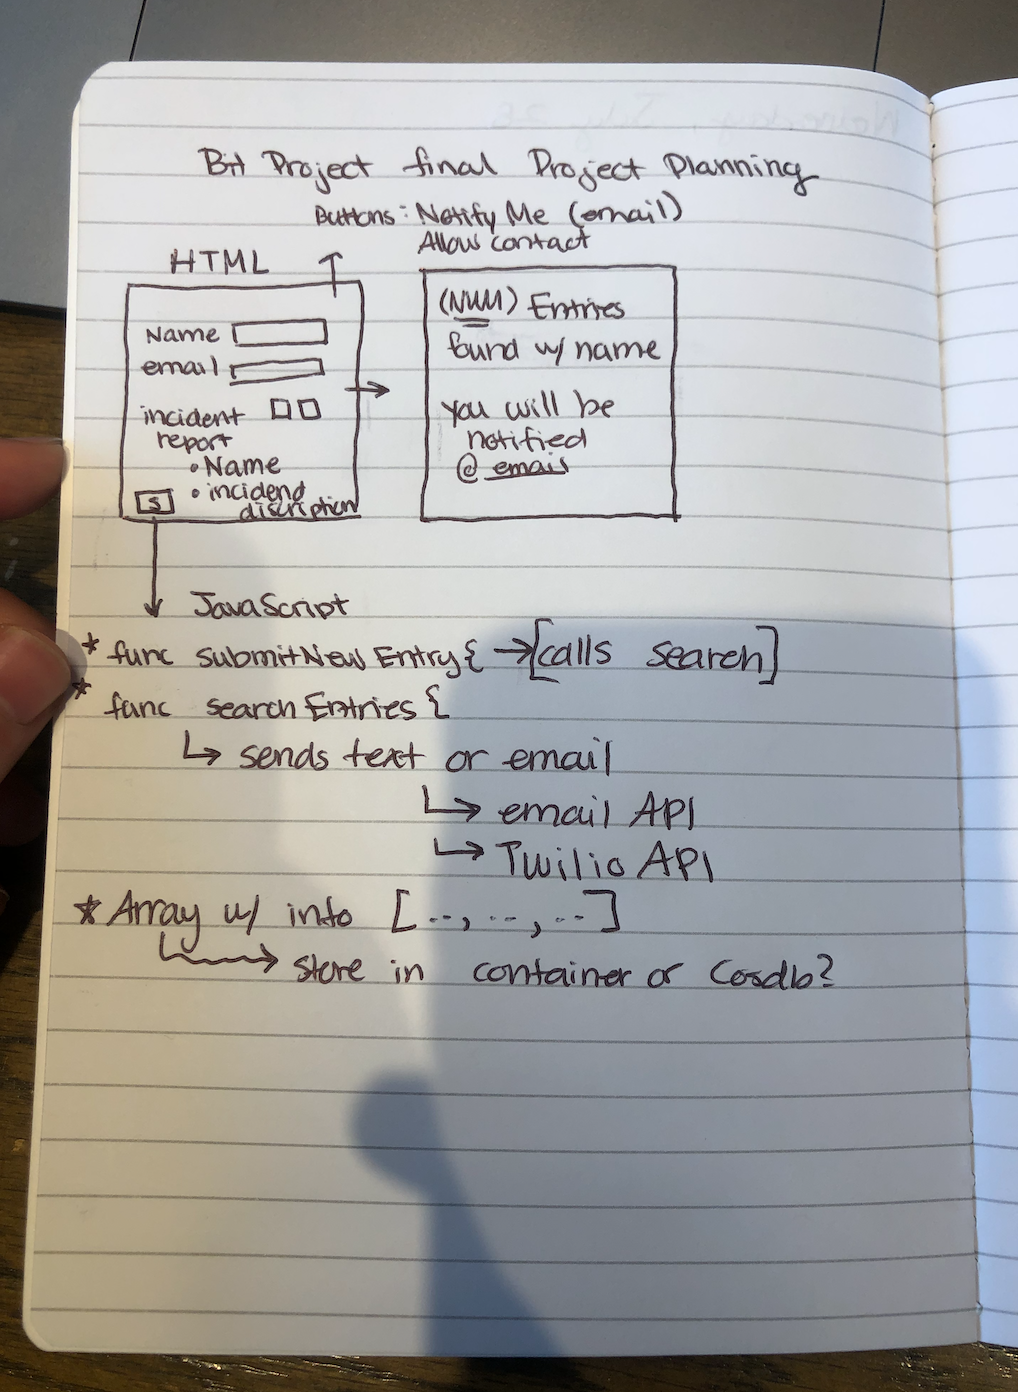 Bit Project final Project Planning
Buttons: Notify Me (email)
Allow contact
HTML
Name
email
incident
report
• Name
• incidend
discription
S
(NUM) Entries
found w/ name
you will be
notified
@ email
JavaScript
* func submitNewEntry{ → [calls search]
* func searchEntries {
↳ sends text or email
↳ email API
↳ Twilio API
* Array w/ info [--, --, --]
↳ store in container or Cosdb?